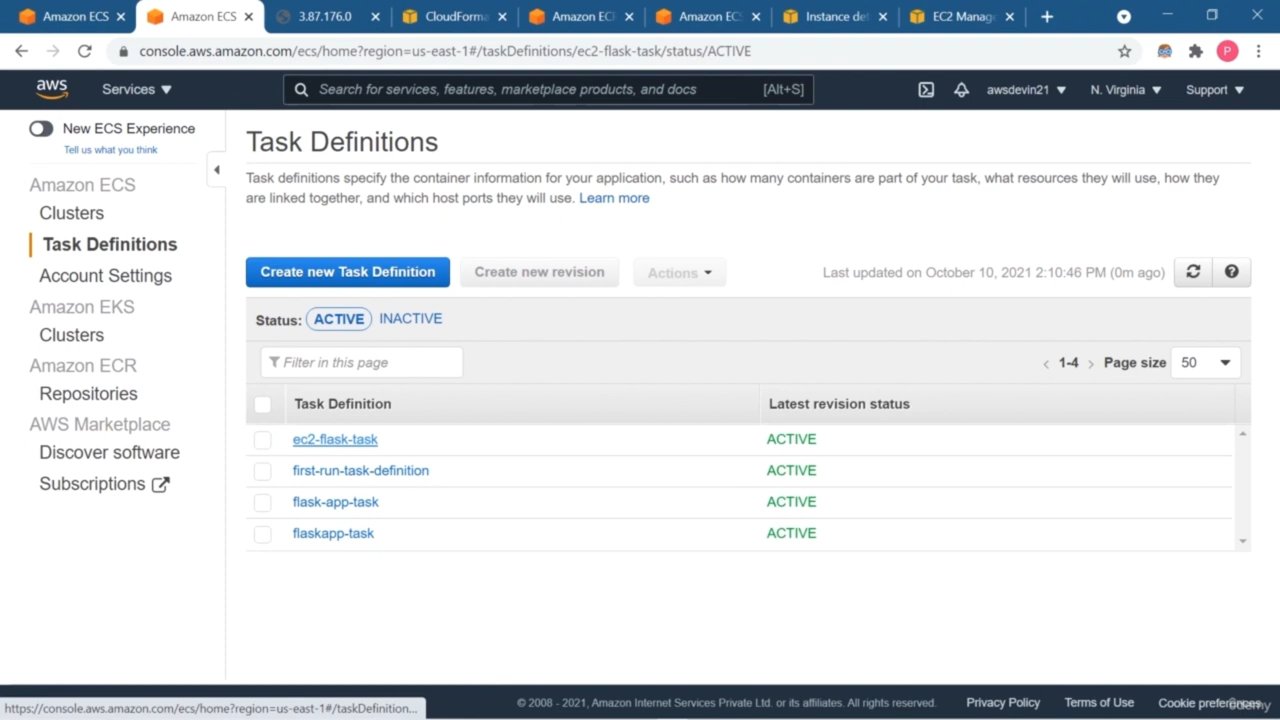 Amazon ECS
Amazon ECS
3.87.176.0
CloudForma
Amazon EC
Amazon EC
Instance de
EC2 Manag
console.aws.amazon.com/ecs/home?region=us-east-1#/taskDefinitions/ec2-flask-task/status/ACTIVE
P
aws
Services
Search for services, features, marketplace products, and docs
[Alt+S]
awsdevin21
N. Virginia
Support
New ECS Experience
Tell us what you think
Amazon ECS
Clusters
Task Definitions
Account Settings
Amazon EKS
Clusters
Amazon ECR
Repositories
AWS Marketplace
Discover software
Subscriptions
Task Definitions
Task definitions specify the container information for your application, such as how many containers are part of your task, what resources they will use, how they
are linked together, and which host ports they will use. Learn more
Create new Task Definition
Create new revision
Actions
Last updated on October 10, 2021 2:10:46 PM (0m ago)
Status: ACTIVE INACTIVE
Filter in this page
1-4
Page size
50
Task Definition
Latest revision status
ec2-flask-task
ACTIVE
first-run-task-definition
ACTIVE
flask-app-task
ACTIVE
flaskapp-task
ACTIVE
https://console.aws.amazon.com/ecs/home?region=us-east-1#/taskDefinition...
© 2008 - 2021, Amazon Internet Services Private Ltd. or its affiliates. All rights reserved.
Privacy Policy
Terms of Use
Cookie preferences